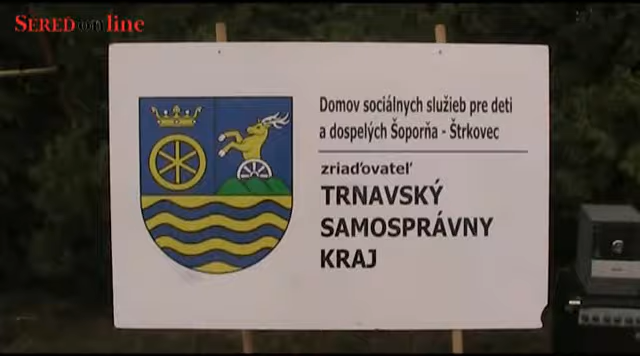 SERED online
Domov sociálnych služieb pre deti
a dospelých Šoporňa - Štrkovec
zriaďovateľ
TRNAVSKÝ
SAMOSPRÁVNY
KRAJ